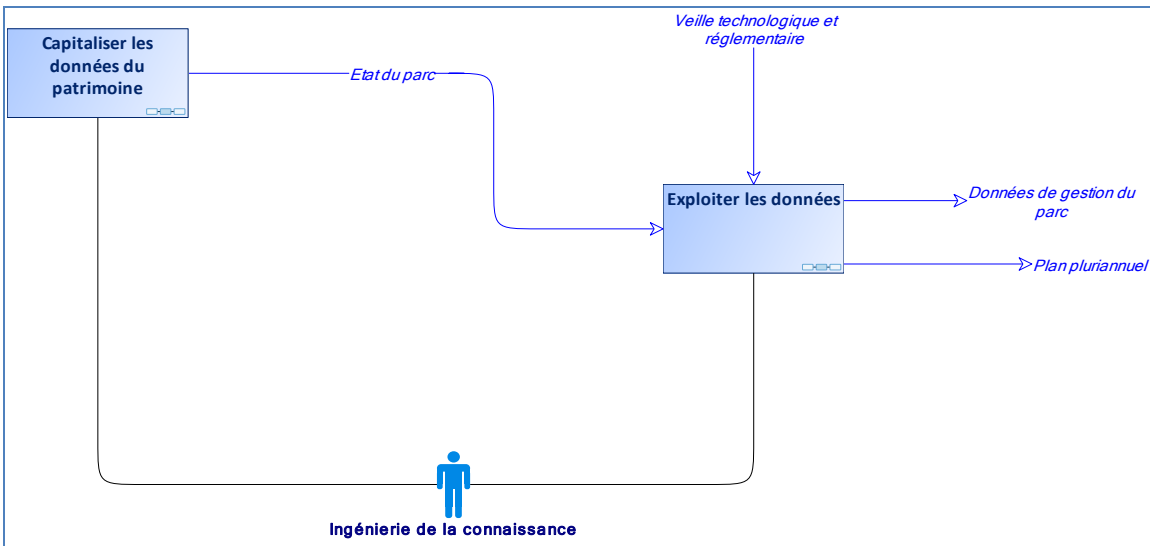 Capitaliser les
données du
patrimoine
Etat du parc
Veille technologique et
réglementaire
Exploiter les données
Données de gestion du
parc
Plan pluriannuel
Ingénierie de la connaissance